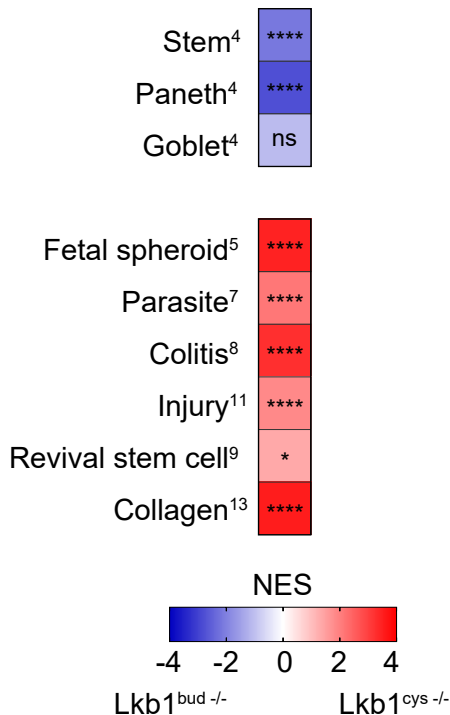 Stem⁴ ****
Paneth⁴ ****
Goblet⁴ ns
Fetal spheroid⁵ ****
Parasite⁷ ****
Colitis⁸ ****
Injury¹¹ ****
Revival stem cell⁹ *
Collagen¹³ ****
NES
-4 -2 0 2 4
Lkb1ᵇᵘᵈ ⁻/⁻ Lkb1ᶜʸˢ ⁻/⁻